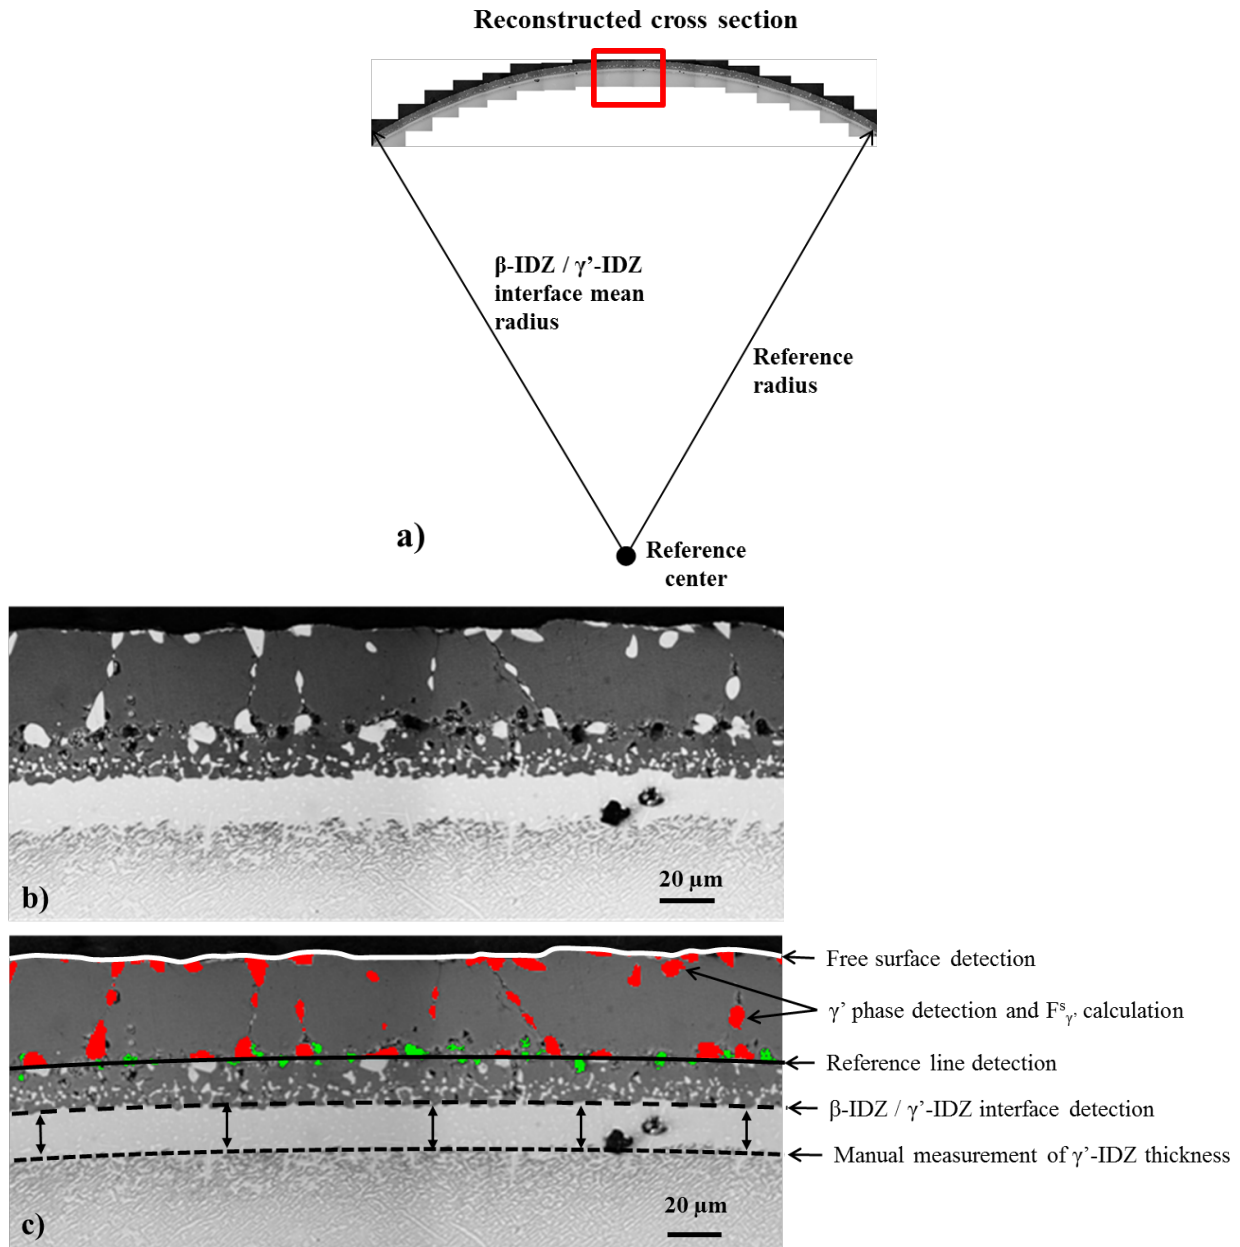 Reconstructed cross section
β-IDZ / γ’-IDZ
interface mean
radius
Reference
radius
a)
Reference
center
20 µm
b)
Free surface detection
γ’ phase detection and Fˢγ’ calculation
Reference line detection
β-IDZ / γ’-IDZ interface detection
Manual measurement of γ’-IDZ thickness
20 µm
c)